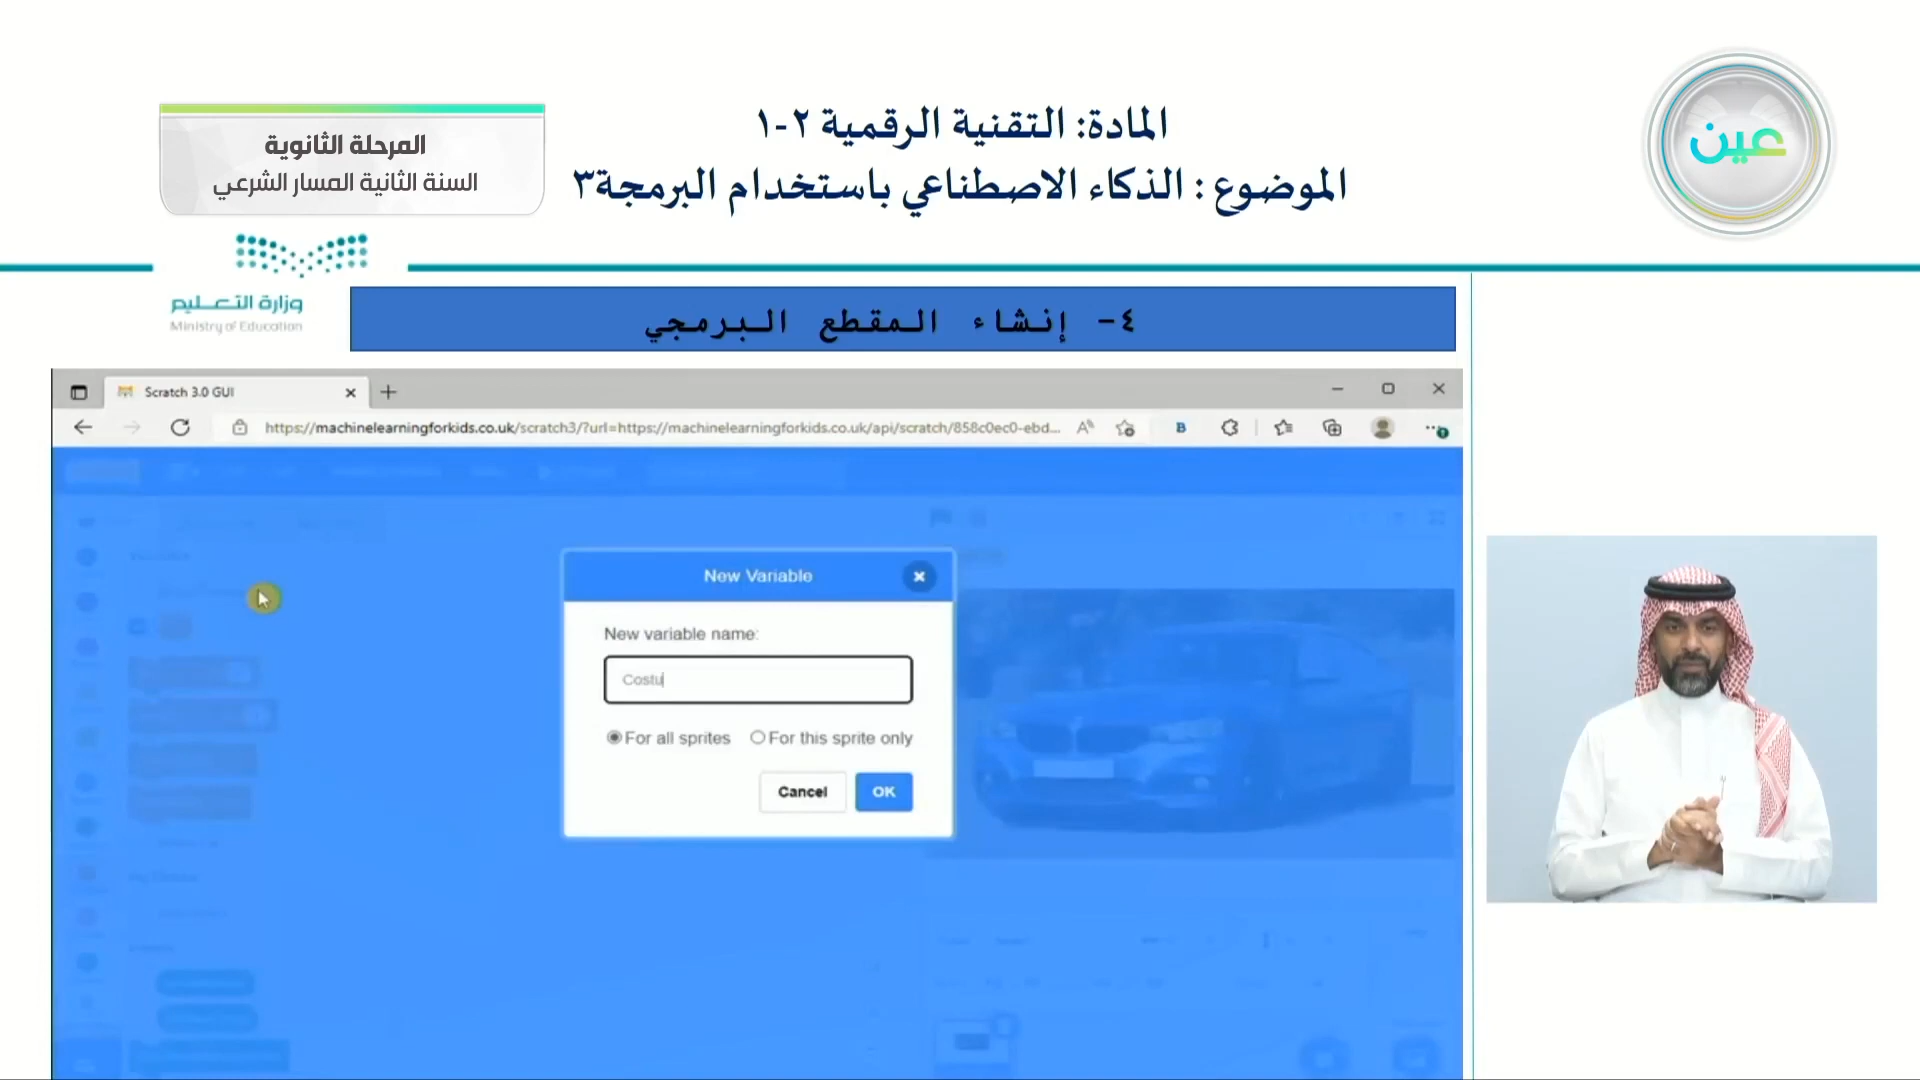 المادة: التقنية الرقمية ٢-١
الموضوع : الذكاء الاصطناعي باستخدام البرمجة٣
المرحلة الثانوية
السنة الثانية المسار الشرعي
عين
وزارة التعليم
Ministry of Education
٤- إنشاء المقطع البرمجي
Scratch 3.0 GUI
https://machinelearningforkids.co.uk/scratch3/?url=https://machinelearningforkids.co.uk/api/scratch/858c0ec0-ebd...
B
New Variable
New variable name:
Costu
For all sprites For this sprite only
Cancel OK